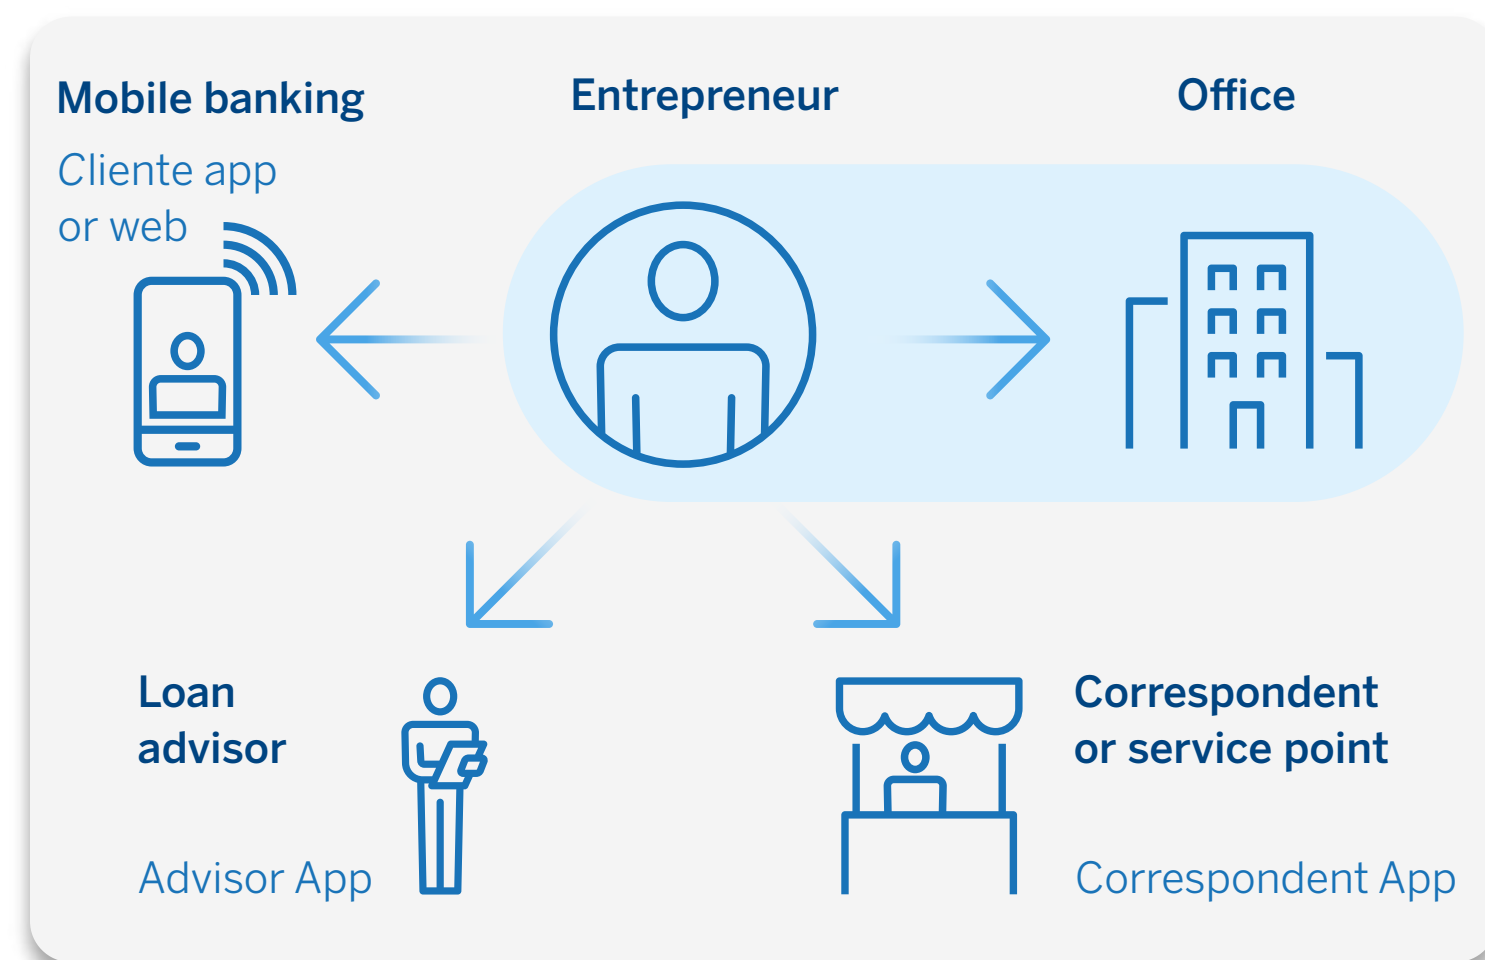 Mobile banking
Cliente app
or web
Entrepreneur
Office
Loan
advisor
Advisor App
Correspondent
or service point
Correspondent App